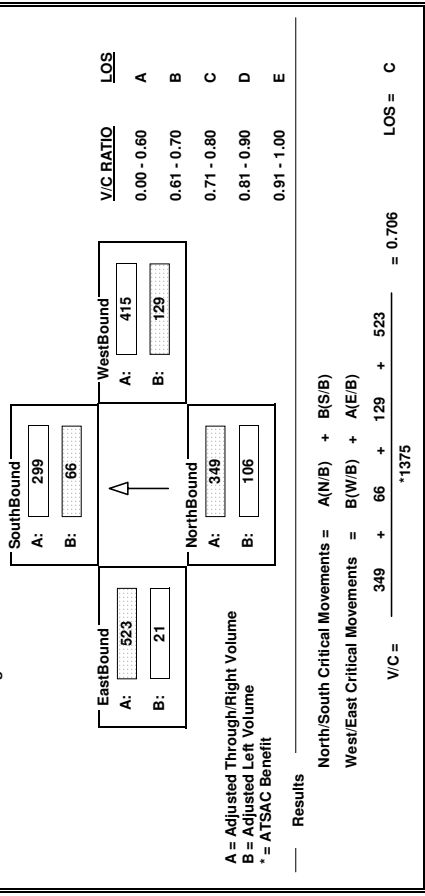 SouthBound
A: 299
B: 66
EastBound
A: 523
B: 21
WestBound
A: 415
B: 129
NorthBound
A: 349
B: 106
V/C RATIO LOS
0.00 - 0.60 A
0.61 - 0.70 B
0.71 - 0.80 C
0.81 - 0.90 D
0.91 - 1.00 E
A = Adjusted Through/Right Volume
B = Adjusted Left Volume
* = ATSAC Benefit
Results
North/South Critical Movements = A(N/B) + B(S/B)
West/East Critical Movements = B(W/B) + A(E/B)
V/C = 349 + 66 + 129 + 523 = 0.706 LOS = C
*1375